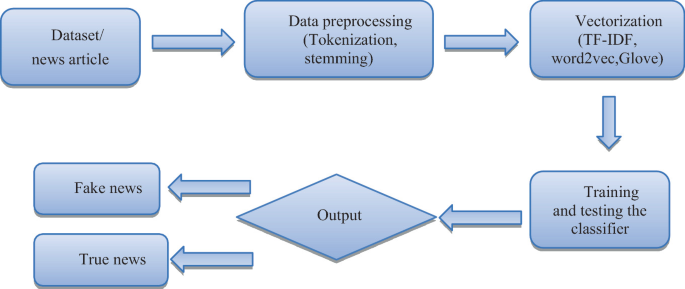 Dataset/
news article
Data preprocessing
(Tokenization,
stemming)
Vectorization
(TF-IDF,
word2vec,Glove)
Training
and testing the
classifier
Output
Fake news
True news